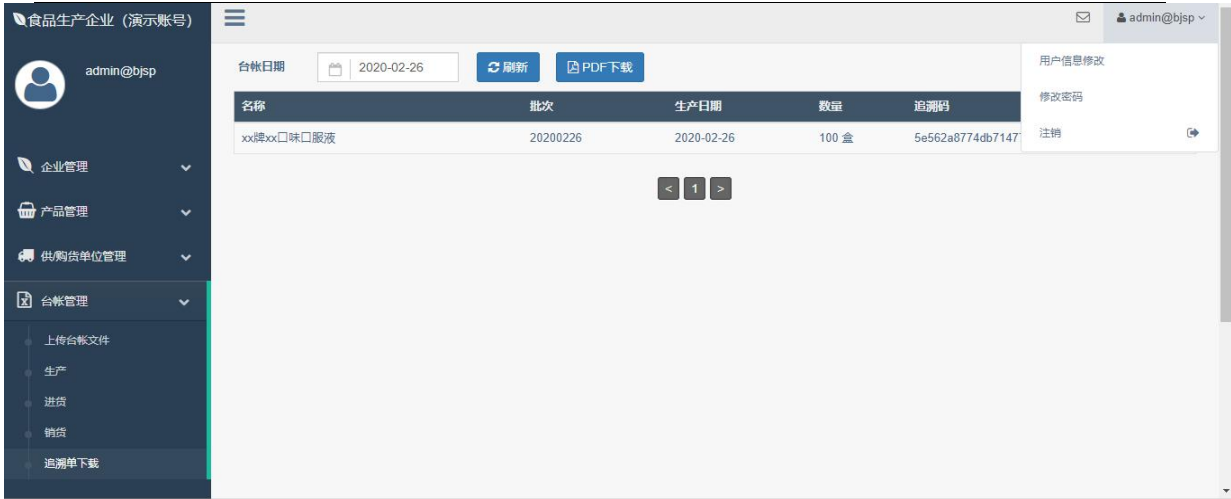 食品生产企业（演示账号）
admin@bjsp
admin@bjsp
企业管理
产品管理
供/购货单位管理
台帐管理
上传台帐文件
生产
进货
销货
追溯单下载
台帐日期 2020-02-26 刷新 PDF下载
名称 批次 生产日期 数量 追溯码
xx牌xx口味口服液 20200226 2020-02-26 100 盒 5e562a8774db7147
< 1 >
用户信息修改
修改密码
注销